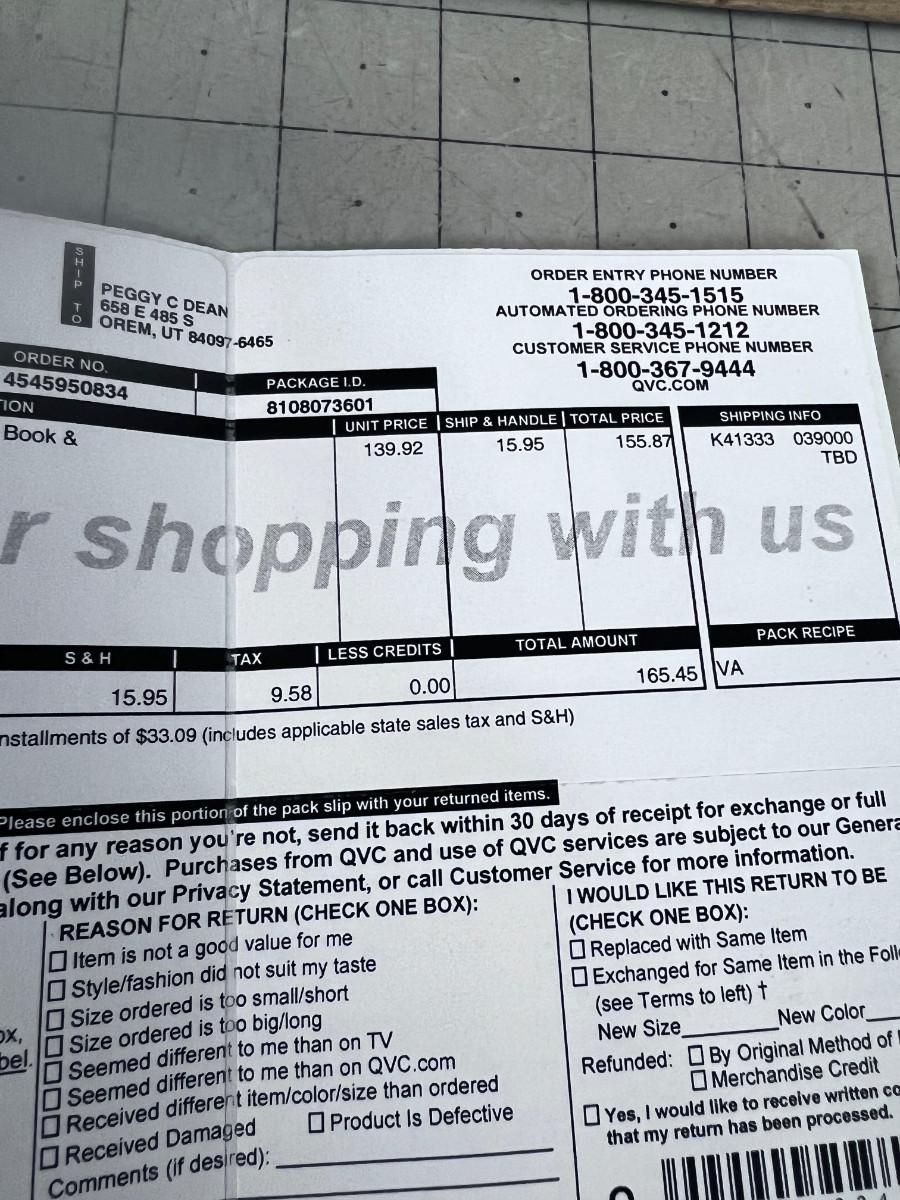 SHIP TO
PEGGY C DEAN
658 E 485 S
OREM, UT 84097-6465
ORDER ENTRY PHONE NUMBER
1-800-345-1515
AUTOMATED ORDERING PHONE NUMBER
1-800-345-1212
CUSTOMER SERVICE PHONE NUMBER
1-800-367-9444
QVC.COM
ORDER NO.
4545950834
PACKAGE I.D.
8108073601
TION
UNIT PRICE
SHIP & HANDLE
TOTAL PRICE
SHIPPING INFO
Book &
139.92
15.95
155.87
K41333 039000
TBD
r shopping with us
S & H
TAX
LESS CREDITS
TOTAL AMOUNT
PACK RECIPE
15.95
9.58
0.00
165.45
VA
nstallments of $33.09 (includes applicable state sales tax and S&H)
Please enclose this portion of the pack slip with your returned items.
f for any reason you're not, send it back within 30 days of receipt for exchange or full
(See Below). Purchases from QVC and use of QVC services are subject to our Genera
along with our Privacy Statement, or call Customer Service for more information.
REASON FOR RETURN (CHECK ONE BOX):
Item is not a good value for me
Style/fashion did not suit my taste
Size ordered is too small/short
Size ordered is too big/long
Seemed different to me than on TV
Seemed different to me than on QVC.com
Received different item/color/size than ordered
Received Damaged
Product Is Defective
Comments (if desired):
ox,
bel.
I WOULD LIKE THIS RETURN TO BE
(CHECK ONE BOX):
Replaced with Same Item
Exchanged for Same Item in the Foll
(see Terms to left) †
New Size New Color
Refunded: By Original Method of
Merchandise Credit
Yes, I would like to receive written co
that my return has been processed.